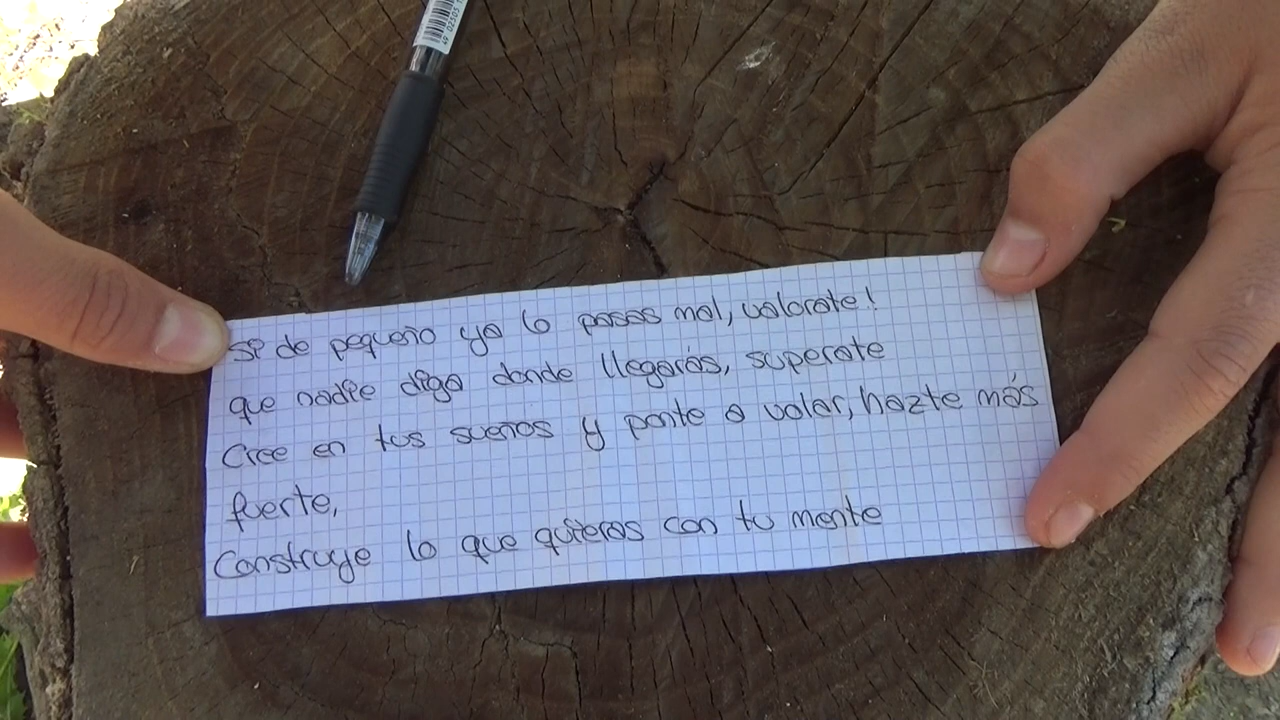 si de pequeño ya lo pasas mal, valorate!
que nadie diga donde llegarás, superate
Cree en tus sueños y ponte a volar, hazte más
fuerte,
Construye lo que quieras con tu mente